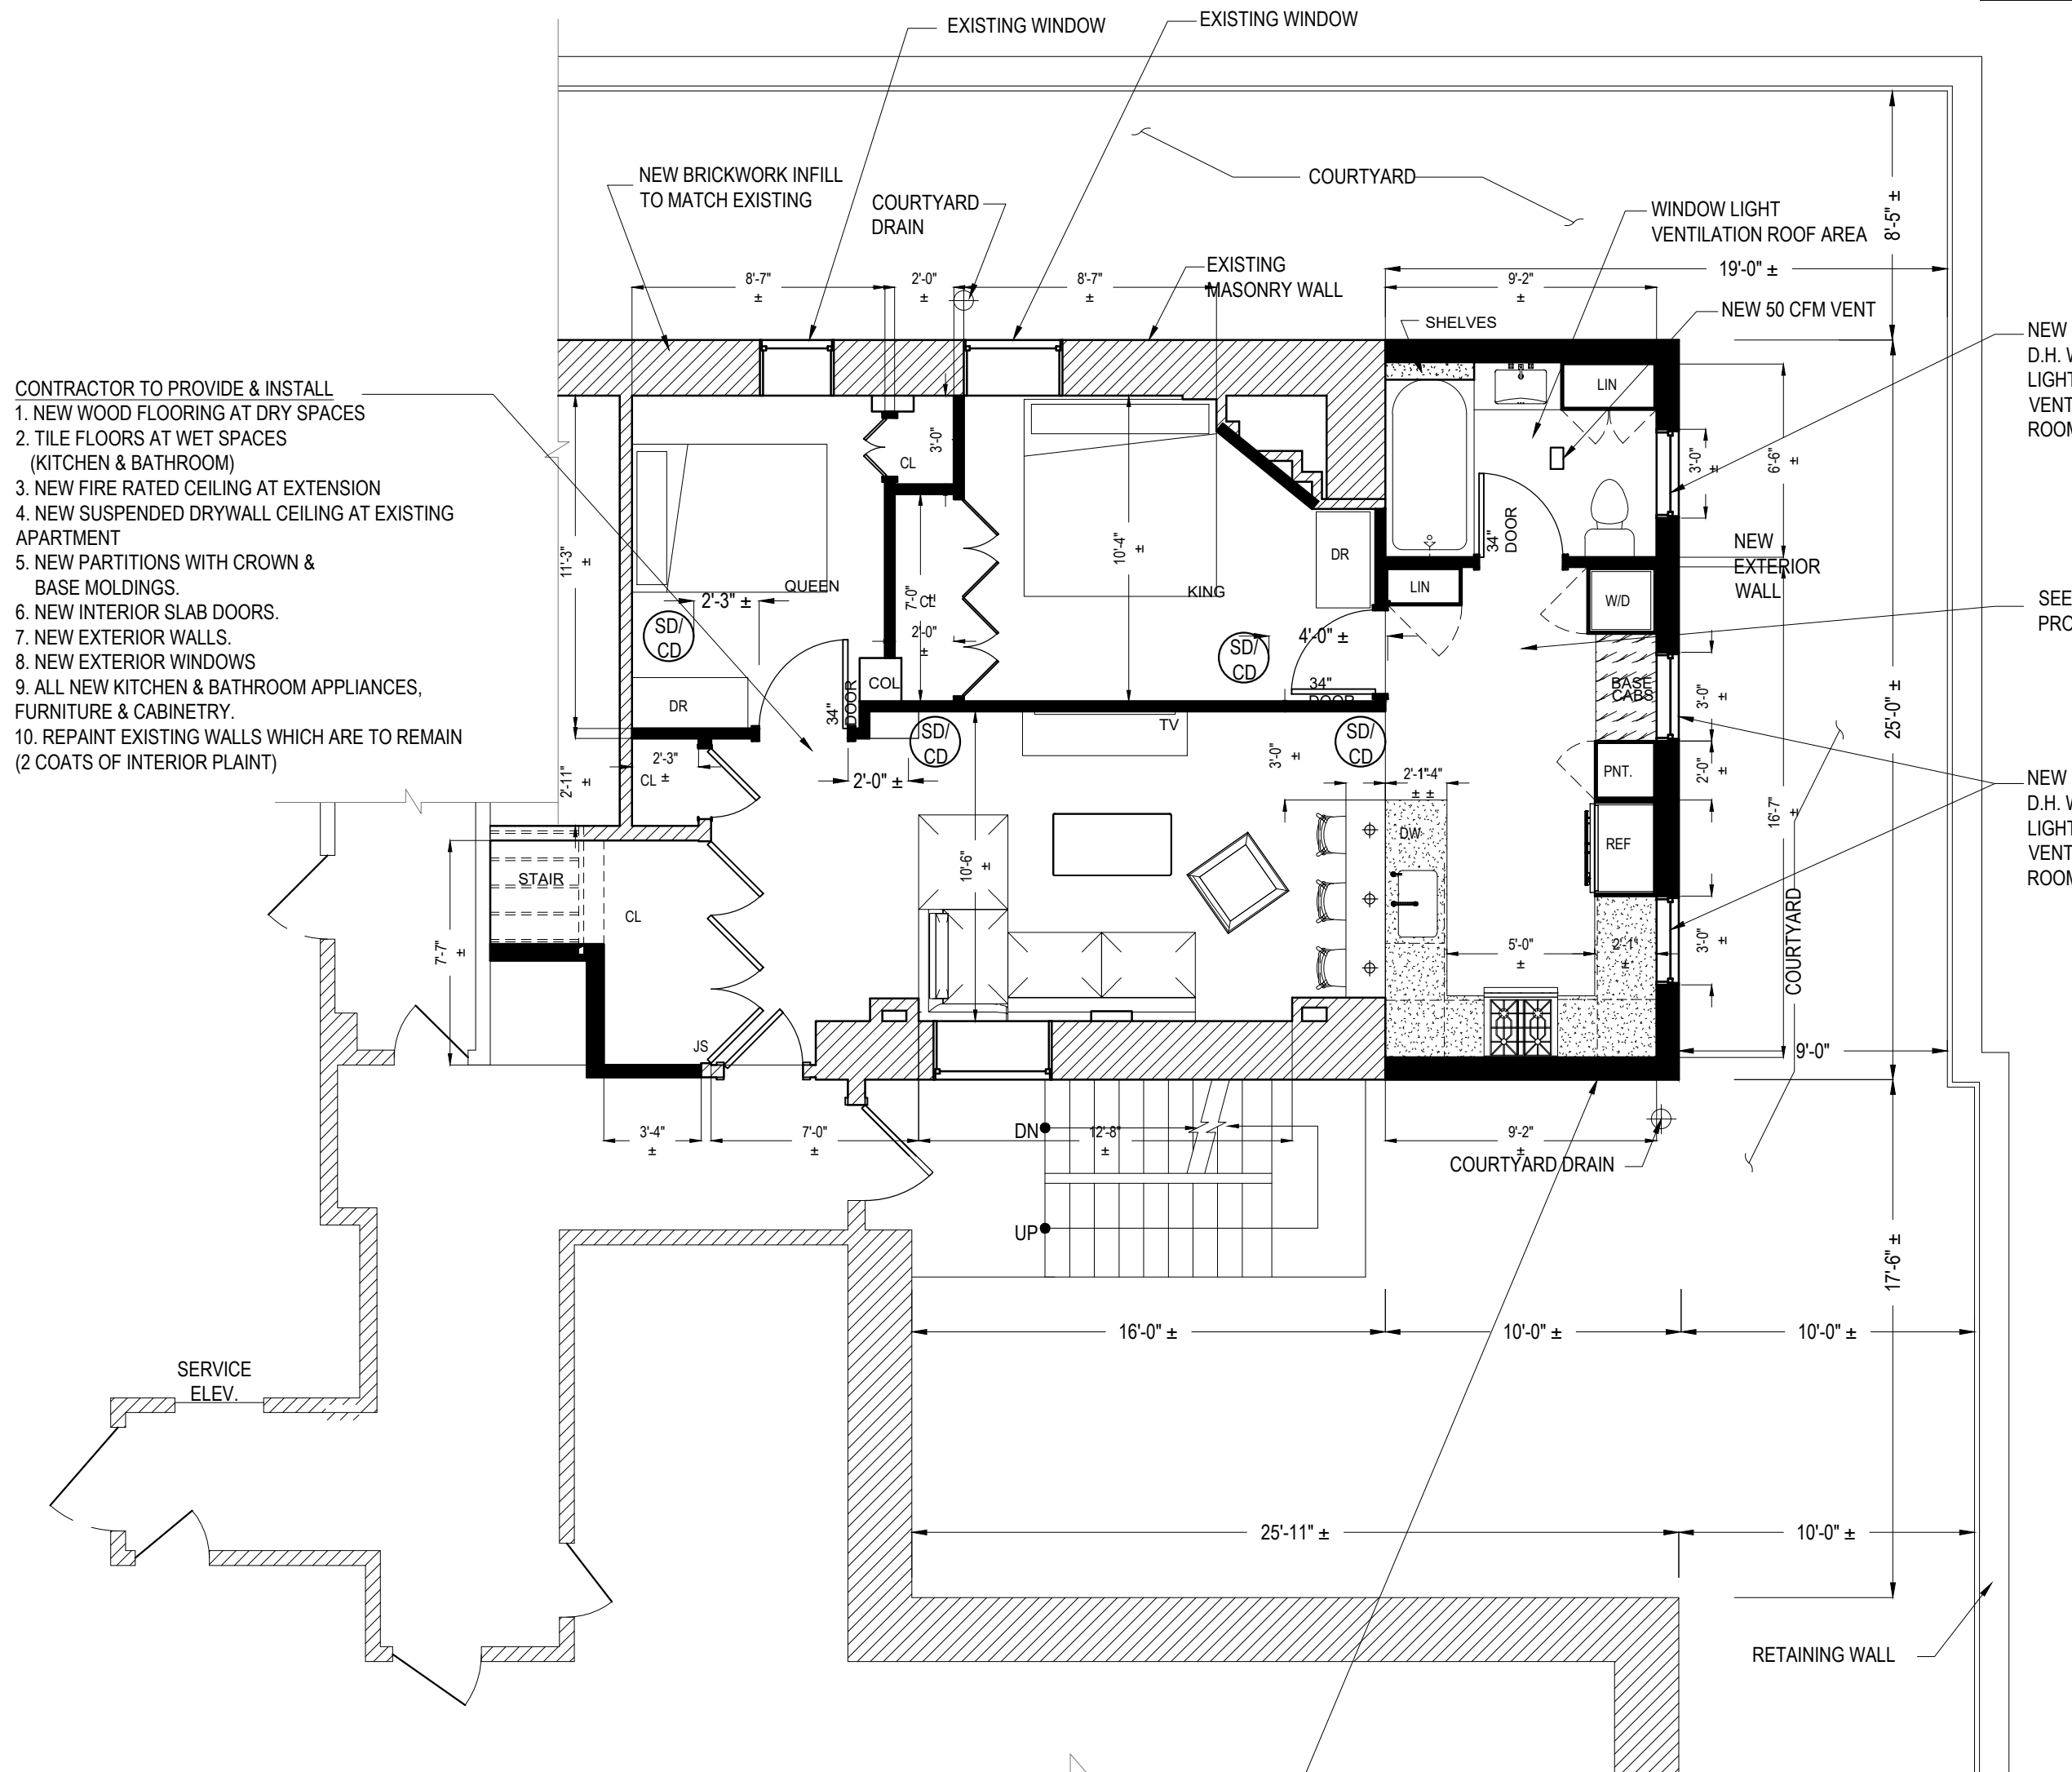 EXISTING WINDOW
EXISTING WINDOW
NEW BRICKWORK INFILL
TO MATCH EXISTING
COURTYARD
DRAIN
COURTYARD
WINDOW LIGHT
VENTILATION ROOF AREA
8'-5" ±
EXISTING
MASONRY WALL
19'-0" ±
8'-7"
±
2'-0"
±
8'-7"
±
9'-2"
±
NEW 50 CFM VENT
SHELVES
NEW
D.H. W
LIGHT
VENT
ROOM
CONTRACTOR TO PROVIDE & INSTALL
1. NEW WOOD FLOORING AT DRY SPACES
2. TILE FLOORS AT WET SPACES
(KITCHEN & BATHROOM)
3. NEW FIRE RATED CEILING AT EXTENSION
4. NEW SUSPENDED DRYWALL CEILING AT EXISTING
APARTMENT
5. NEW PARTITIONS WITH CROWN &
BASE MOLDINGS.
6. NEW INTERIOR SLAB DOORS.
7. NEW EXTERIOR WALLS.
8. NEW EXTERIOR WINDOWS
9. ALL NEW KITCHEN & BATHROOM APPLIANCES,
FURNITURE & CABINETRY.
10. REPAINT EXISTING WALLS WHICH ARE TO REMAIN
(2 COATS OF INTERIOR PLAINT)
LIN
3'-0"
CL
3'-0"
±
6'-6"
±
11'-3"
±
10'-4"
±
DR
34"
DOOR
NEW
EXTERIOR
WALL
QUEEN
2'-3" ±
7'-0"
±
CL
KING
LIN
W/D
SEE
PRO
SD/
CD
2'-0"
±
SD/
CD
4'-0" ±
DR
34"
DOOR
COL
34"
DOOR
BASE
CABS
3'-0"
±
25'-0" ±
SD/
CD
TV
SD/
CD
3'-0"
±
2'-11"
±
CL
2'-3"
±
2'-0" ±
2'-1"
±
1'-4"
±
PNT.
2'-0"
±
NEW
D.H. W
LIGHT
VENT
ROOM
16'-7"
±
DW
REF
STAIR
CL
10'-6"
±
7'-7"
±
5'-0"
±
2'-1"
±
3'-0"
±
COURTYARD
JS
9'-0"
3'-4"
±
7'-0"
±
DN
12'-8"
±
9'-2"
±
COURTYARD DRAIN
UP
17'-6" ±
16'-0" ±
10'-0" ±
10'-0" ±
SERVICE
ELEV.
25'-11" ±
10'-0" ±
RETAINING WALL